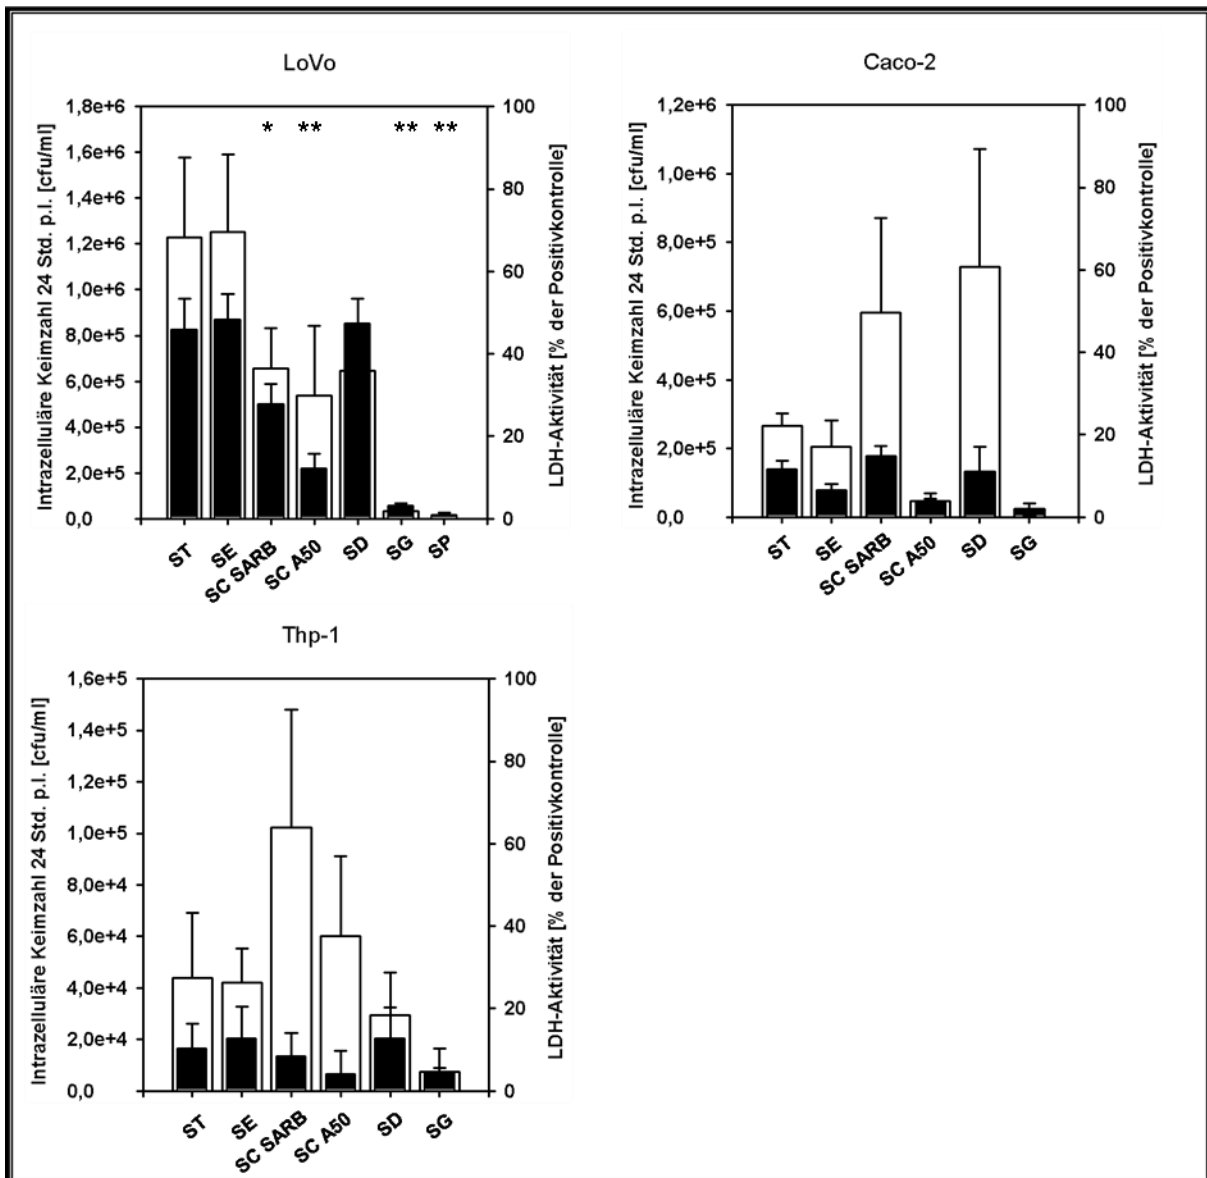 LoVo
Intrazelluläre Keimzahl 24 Std. p.I. [cfu/ml]
1,8e+6
1,6e+6
1,4e+6
1,2e+6
1,0e+6
8,0e+5
6,0e+5
4,0e+5
2,0e+5
0,0
* ** ** **
100
80
60
40
20
0
LDH-Aktivität [% der Positivkontrolle]
ST SE SC SARB SC A50 SD SG SP
Caco-2
Intrazelluläre Keimzahl 24 Std. p.I. [cfu/ml]
1,2e+6
1,0e+6
8,0e+5
6,0e+5
4,0e+5
2,0e+5
0,0
100
80
60
40
20
0
LDH-Aktivität [% der Positivkontrolle]
ST SE SC SARB SC A50 SD SG
Thp-1
Intrazelluläre Keimzahl 24 Std. p.I. [cfu/ml]
1,6e+5
1,4e+5
1,2e+5
1,0e+5
8,0e+4
6,0e+4
4,0e+4
2,0e+4
0,0
100
80
60
40
20
0
LDH-Aktivität [% der Positivkontrolle]
ST SE SC SARB SC A50 SD SG